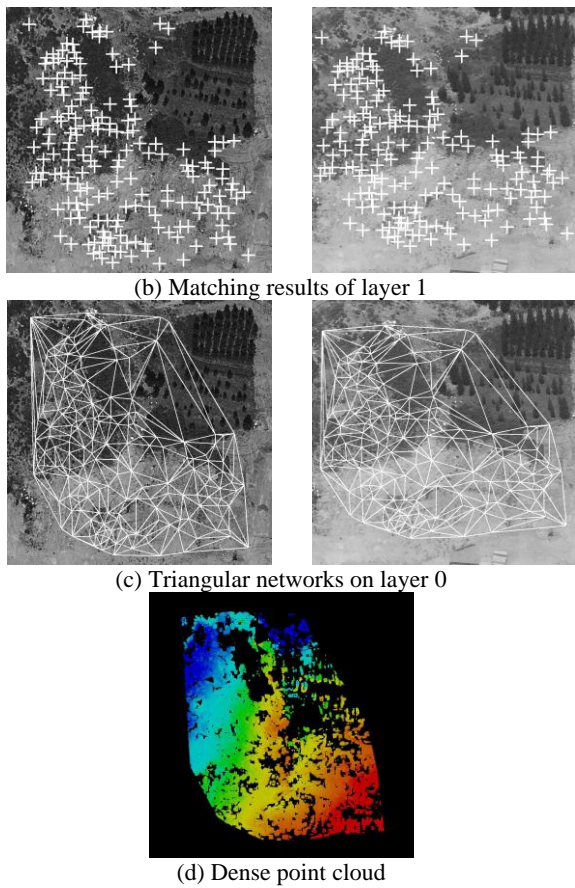 (b) Matching results of layer 1
(c) Triangular networks on layer 0
(d) Dense point cloud